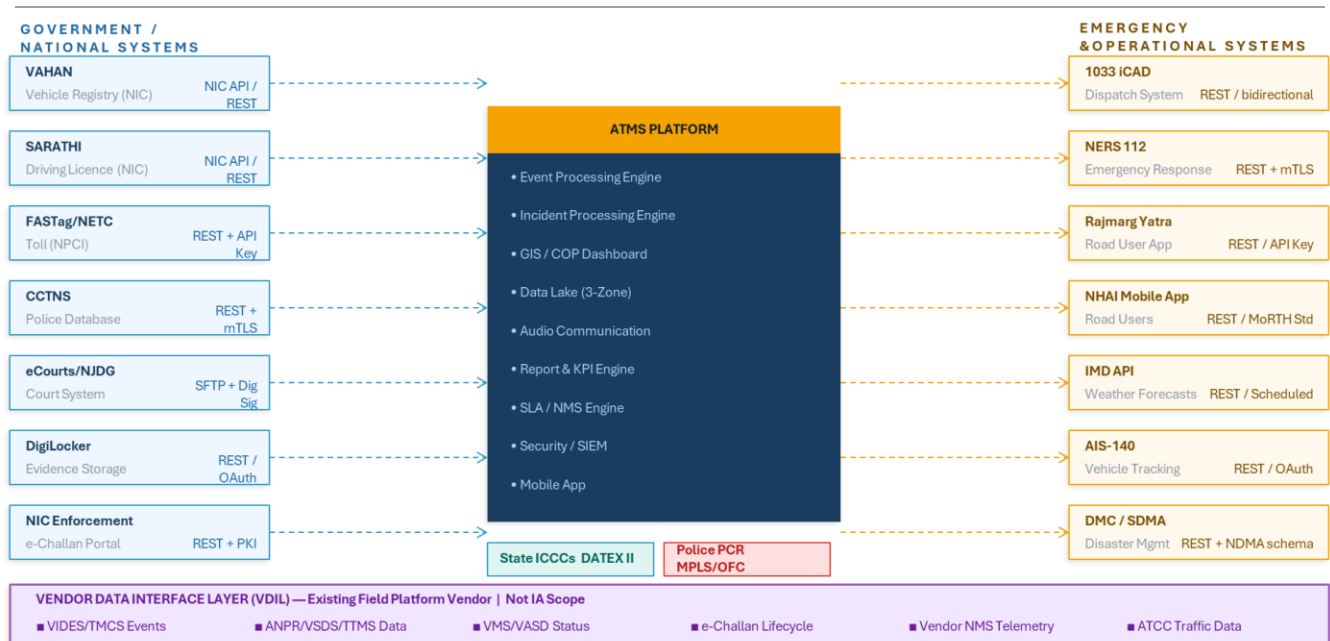 GOVERNMENT /
NATIONAL SYSTEMS
VAHAN
Vehicle Registry (NIC)
NIC API /
REST
SARATHI
Driving Licence (NIC)
NIC API /
REST
FASTag/NETC
Toll (NPCI)
REST + API
Key
CCTNS
Police Database
REST +
mTLS
eCourts/NJDG
Court System
SFTP + Dig
Sig
DigiLocker
Evidence Storage
REST /
OAuth
NIC Enforcement
e-Challan Portal
REST + PKI
ATMS PLATFORM
• Event Processing Engine
• Incident Processing Engine
• GIS / COP Dashboard
• Data Lake (3-Zone)
• Audio Communication
• Report & KPI Engine
• SLA / NMS Engine
• Security / SIEM
• Mobile App
State ICCCs DATEX II
Police PCR
MPLS/OFC
EMERGENCY
&OPERATIONAL SYSTEMS
1033 iCAD
Dispatch System REST / bidirectional
NERS 112
Emergency Response REST + mTLS
Rajmarg Yatra
Road User App REST / API Key
NHAI Mobile App
Road Users REST / MoRTH Std
IMD API
Weather Forecasts REST / Scheduled
AIS-140
Vehicle Tracking REST / OAuth
DMC / SDMA
Disaster Mgmt REST + NDMA schema
VENDOR DATA INTERFACE LAYER (VDIL) — Existing Field Platform Vendor | Not IA Scope
■ VIDES/TMCS Events ■ ANPR/VSDS/TTMS Data ■ VMS/VASD Status ■ e-Challan Lifecycle ■ Vendor NMS Telemetry ■ ATCC Traffic Data